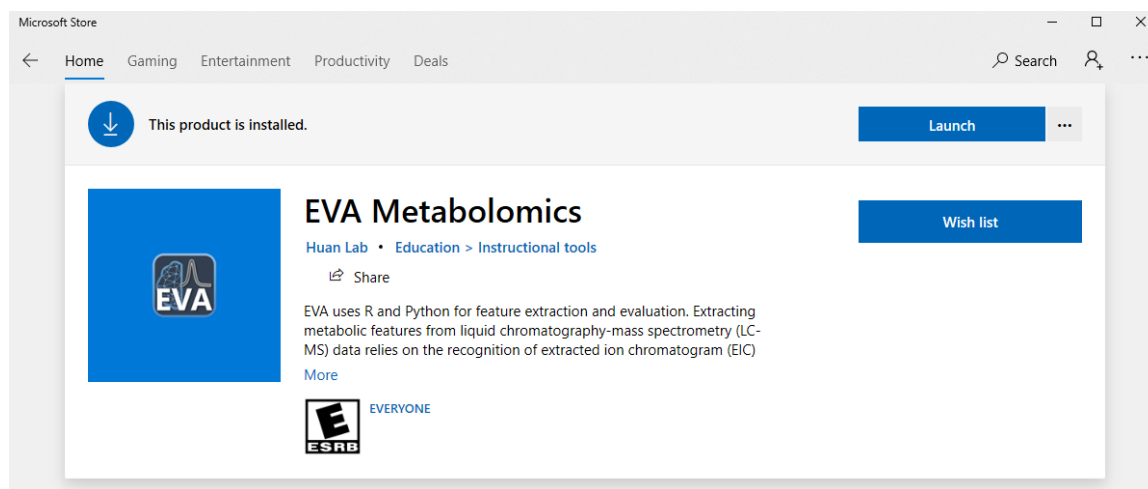 Microsoft Store
Home Gaming Entertainment Productivity Deals Search
This product is installed. Launch
EVA
EVA Metabolomics
Wish list
Huan Lab • Education > Instructional tools
Share
EVA uses R and Python for feature extraction and evaluation. Extracting
metabolic features from liquid chromatography-mass spectrometry (LC-
MS) data relies on the recognition of extracted ion chromatogram (EIC)
More
E EVERYONE
ESRB